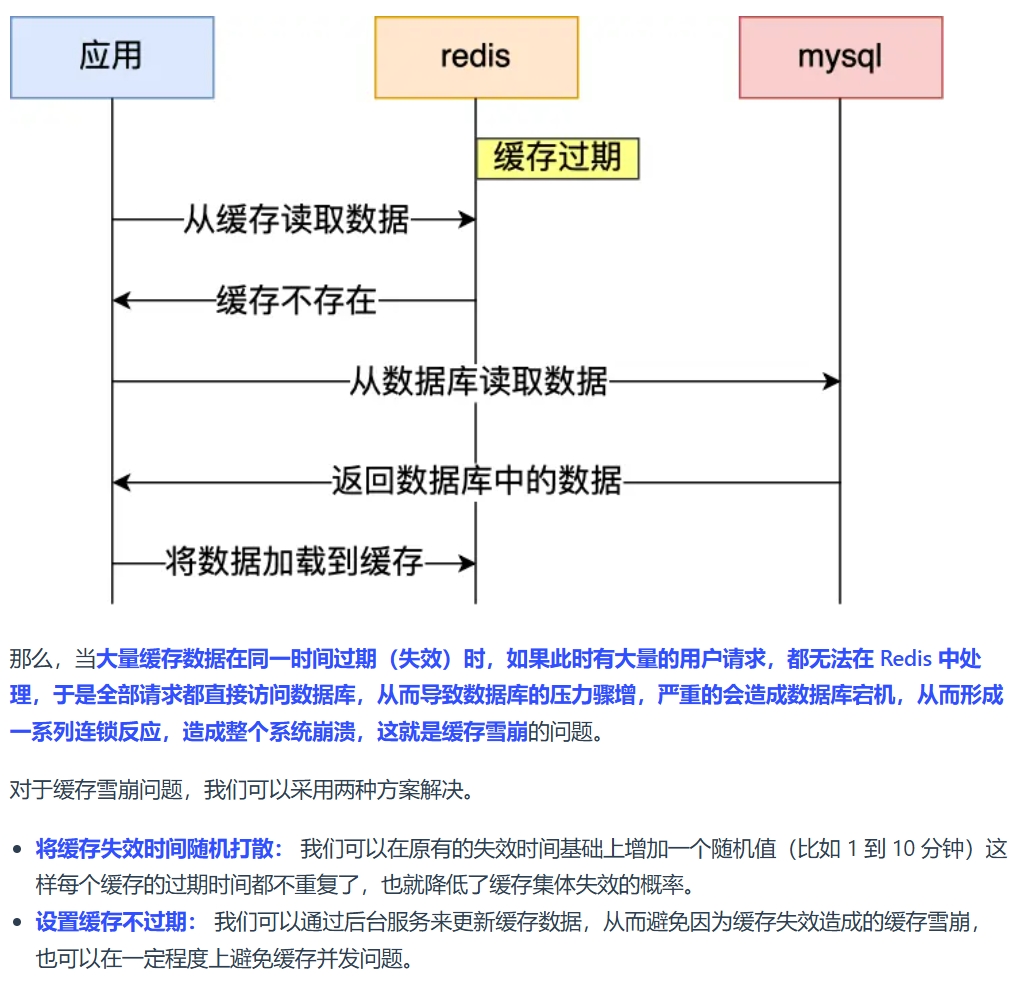 应用
redis
mysql
缓存过期
从缓存读取数据
缓存不存在
从数据库读取数据
返回数据库中的数据
将数据加载到缓存
那么，当大量缓存数据在同一时间过期（失效）时，如果此时有大量的用户请求，都无法在 Redis 中处
理，于是全部请求都直接访问数据库，从而导致数据库的压力骤增，严重的会造成数据库宕机，从而形成
一系列连锁反应，造成整个系统崩溃，这就是缓存雪崩的问题。
对于缓存雪崩问题，我们可以采用两种方案解决。
• 将缓存失效时间随机打散： 我们可以在原有的失效时间基础上增加一个随机值（比如 1 到 10 分钟）这
样每个缓存的过期时间都不重复了，也就降低了缓存集体失效的概率。
• 设置缓存不过期： 我们可以通过后台服务来更新缓存数据，从而避免因为缓存失效造成的缓存雪崩，
也可以在一定程度上避免缓存并发问题。